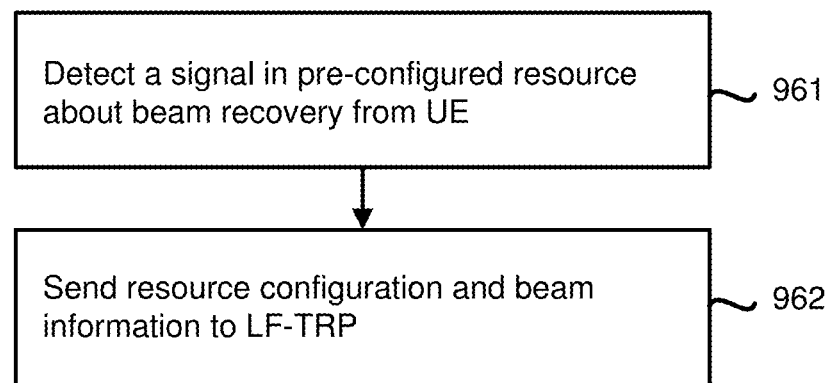 Detect a signal in pre-configured resource
about beam recovery from UE
961
Send resource configuration and beam
information to LF-TRP
962